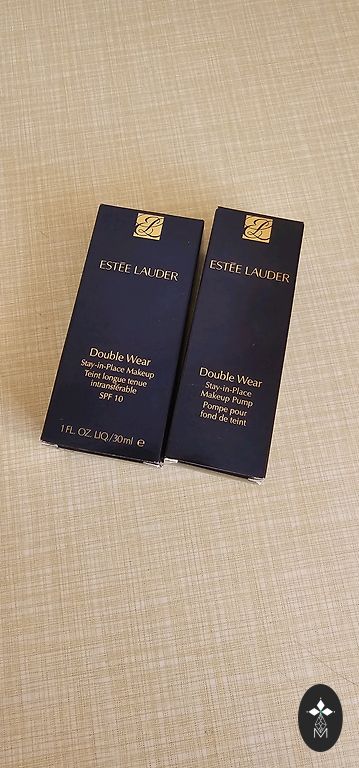 ESTĒE LAUDER
Double Wear
Stay-in-Place Makeup
Teint longue tenue
intransférable
SPF 10
1 FL. OZ. LIQ./30ml e
ESTĒE LAUDER
Double Wear
Stay-in-Place
Makeup Pump
Pompe pour
fond de teint
M